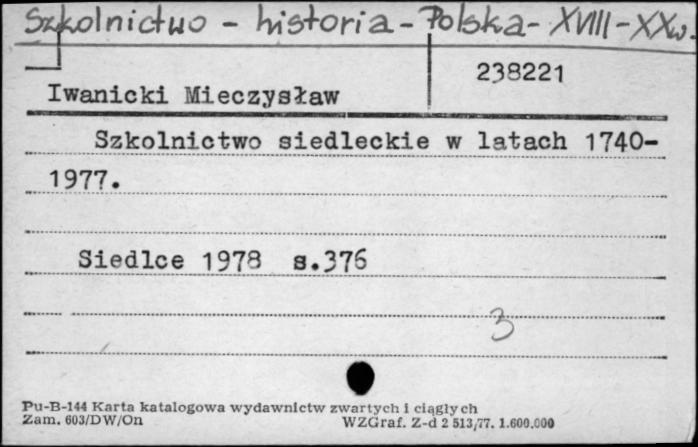 Szkolnictwo - historia - Polska - XVIII - XXw.
238221
Iwanicki Mieczysław
Szkolnictwo siedleckie w latach 1740-
1977.
Siedlce 1978 s.376
3
Pu-B-144 Karta katalogowa wydawnictw zwartych i ciągłych
Zam. 603/DW/On WZGraf. Z-d 2 513/77. 1.600.000